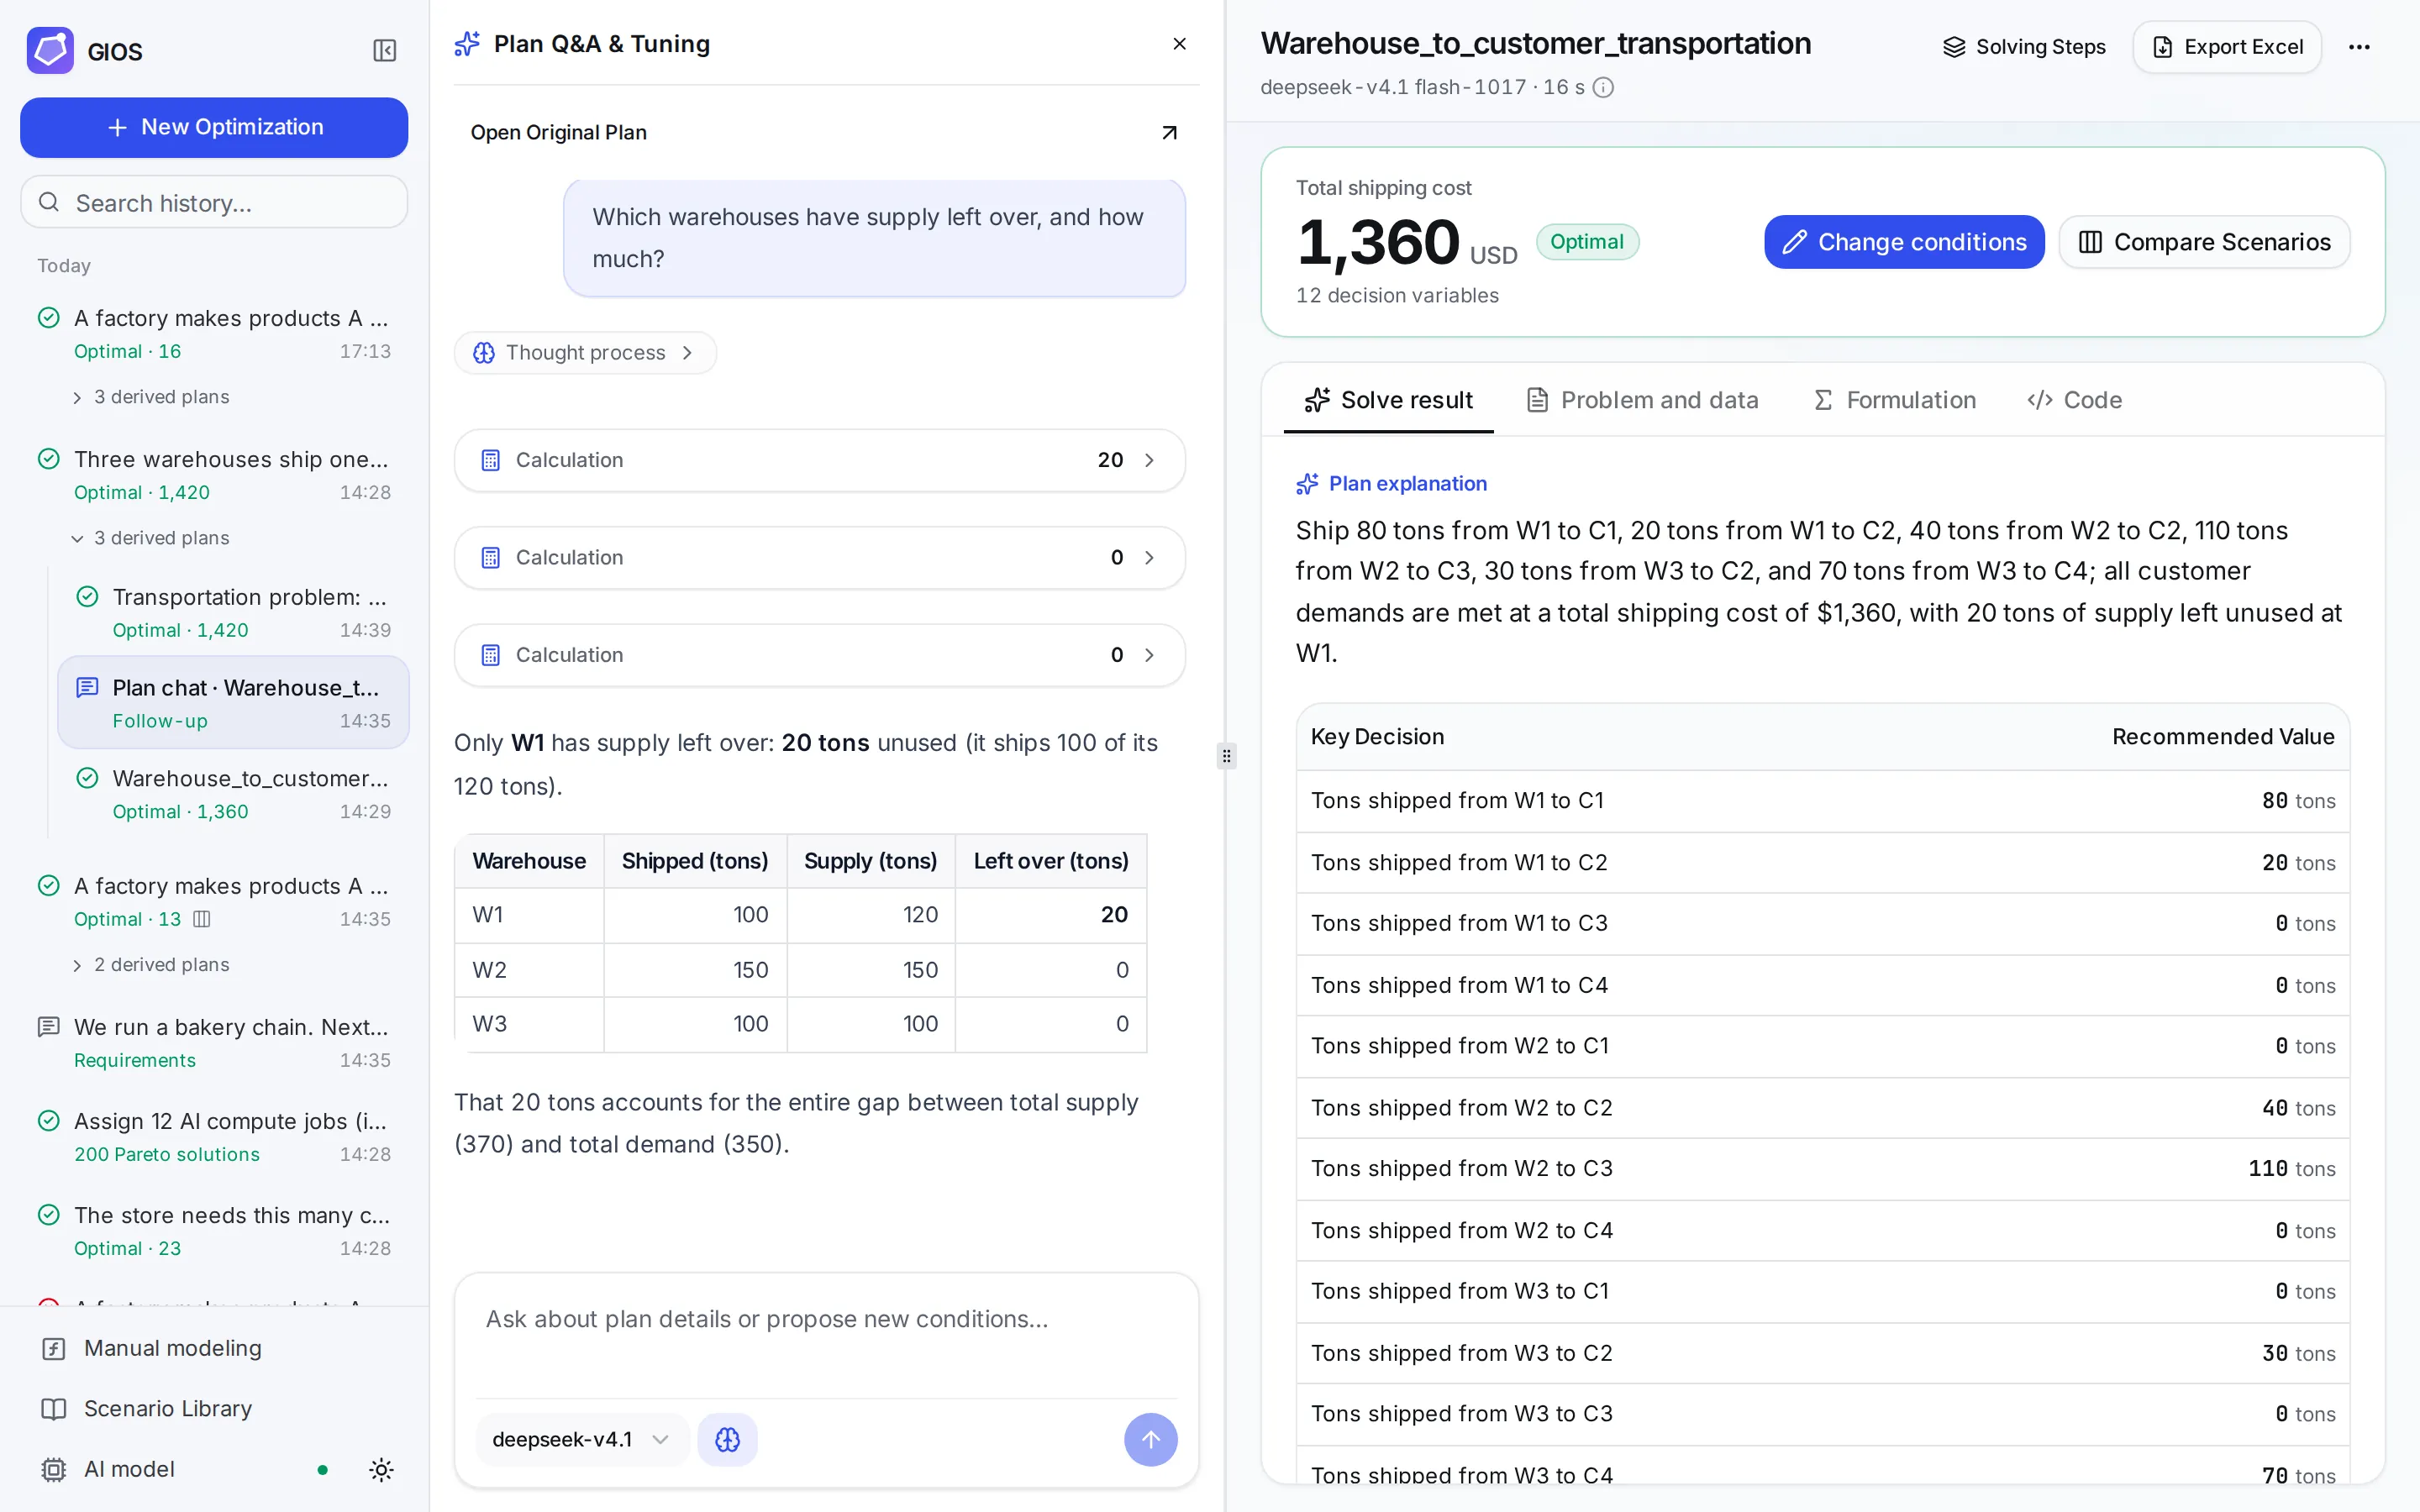 GIOS
New Optimization
Search history...
Today
A factory makes products A ...
Optimal · 16 17:13
3 derived plans
Three warehouses ship one...
Optimal · 1,420 14:28
3 derived plans
Transportation problem: ...
Optimal · 1,420 14:39
Plan chat · Warehouse_t...
Follow-up 14:35
Warehouse_to_customer...
Optimal · 1,360 14:29
A factory makes products A ...
Optimal · 13 14:35
2 derived plans
We run a bakery chain. Next...
Requirements 14:35
Assign 12 AI compute jobs (i...
200 Pareto solutions 14:28
The store needs this many c...
Optimal · 23 14:28
Manual modeling
Scenario Library
AI model
Plan Q&A & Tuning
Open Original Plan
Which warehouses have supply left over, and how
much?
Thought process
Calculation 20
Calculation 0
Calculation 0
Only W1 has supply left over: 20 tons unused (it ships 100 of its
120 tons).
Warehouse Shipped (tons) Supply (tons) Left over (tons)
W1 100 120 20
W2 150 150 0
W3 100 100 0
That 20 tons accounts for the entire gap between total supply
(370) and total demand (350).
Ask about plan details or propose new conditions...
deepseek-v4.1
Warehouse_to_customer_transportation
deepseek-v4.1 flash-1017 · 16 s
Solving Steps
Export Excel
Total shipping cost
1,360 USD Optimal
12 decision variables
Change conditions
Compare Scenarios
Solve result
Problem and data
Formulation
Code
Plan explanation
Ship 80 tons from W1 to C1, 20 tons from W1 to C2, 40 tons from W2 to C2, 110 tons
from W2 to C3, 30 tons from W3 to C2, and 70 tons from W3 to C4; all customer
demands are met at a total shipping cost of $1,360, with 20 tons of supply left unused at
W1.
Key Decision Recommended Value
Tons shipped from W1 to C1 80 tons
Tons shipped from W1 to C2 20 tons
Tons shipped from W1 to C3 0 tons
Tons shipped from W1 to C4 0 tons
Tons shipped from W2 to C1 0 tons
Tons shipped from W2 to C2 40 tons
Tons shipped from W2 to C3 110 tons
Tons shipped from W2 to C4 0 tons
Tons shipped from W3 to C1 0 tons
Tons shipped from W3 to C2 30 tons
Tons shipped from W3 to C3 0 tons
Tons shipped from W3 to C4 70 tons